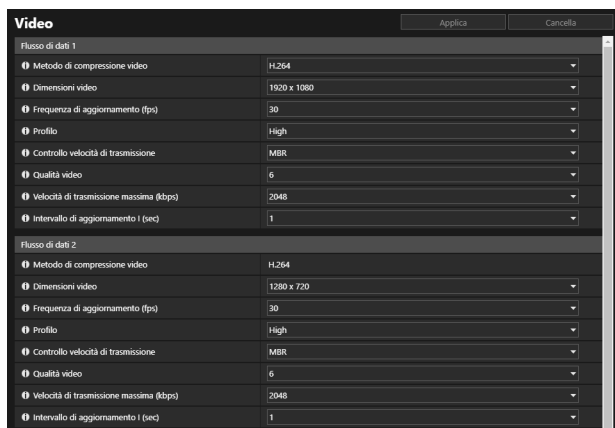 Video Applica Cancella
Flusso di dati 1
Metodo di compressione video H.264
Dimensioni video 1920 x 1080
Frequenza di aggiornamento (fps) 30
Profilo High
Controllo velocità di trasmissione MBR
Qualità video 6
Velocità di trasmissione massima (kbps) 2048
Intervallo di aggiornamento I (sec) 1
Flusso di dati 2
Metodo di compressione video H.264
Dimensioni video 1280 x 720
Frequenza di aggiornamento (fps) 30
Profilo High
Controllo velocità di trasmissione MBR
Qualità video 6
Velocità di trasmissione massima (kbps) 2048
Intervallo di aggiornamento I (sec) 1